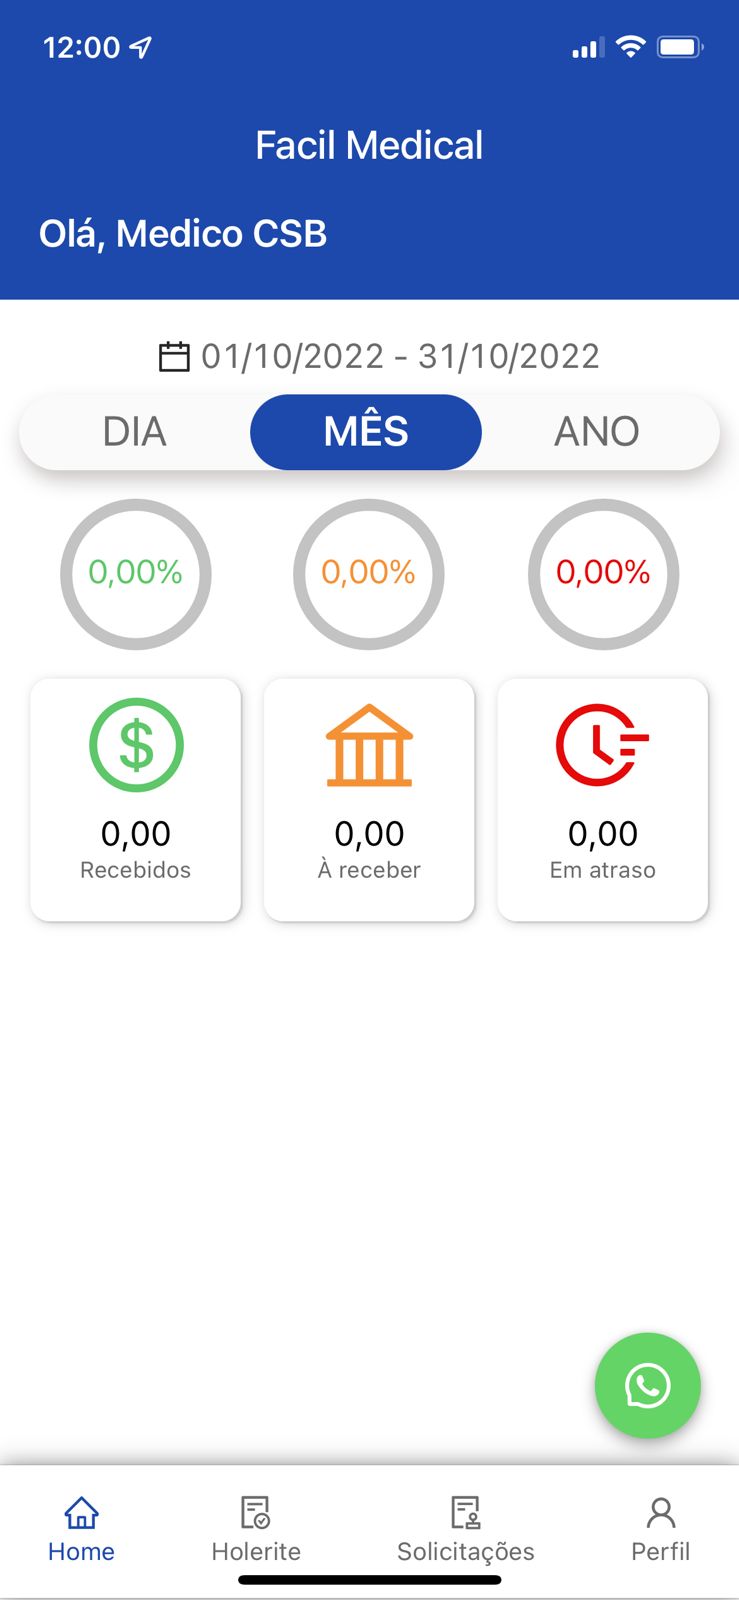 12:00
Facil Medical
Olá, Medico CSB
01/10/2022 - 31/10/2022
DIA MÊS ANO
0,00% 0,00% 0,00%
0,00 0,00 0,00
Recebidos À receber Em atraso
Home Holerite Solicitações Perfil